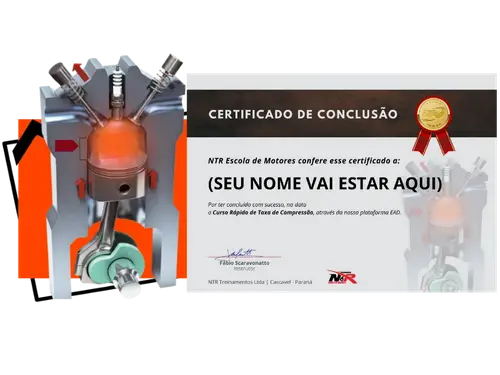 CERTIFICADO DE CONCLUSÃO
NTR Escola de Motores confere esse certificado a:
(SEU NOME VAI ESTAR AQUI)
Por ter concluído com sucesso, na data
o Curso Rápido de Taxa de Compressão, através da nossa plataforma EAD.
Fábio Scaravonatto
Instrutor
NTR Treinamentos Ltda | Cascavel - Paraná
NTR